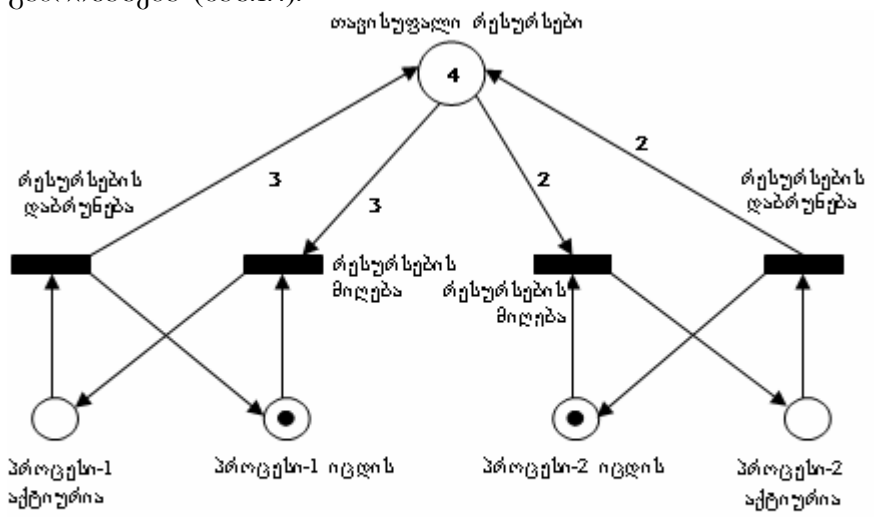 თავისუფალი რესურსები
4
2
რესურსების
დაბრუნება
3
2
რესურსების
დაბრუნება
3
რესურსების
მიღება
რესურსების
მიღება
პროცესი-1
აქტიურია
პროცესი-1 იცდის
პროცესი-2 იცდის
პროცესი-2
აქტიურია